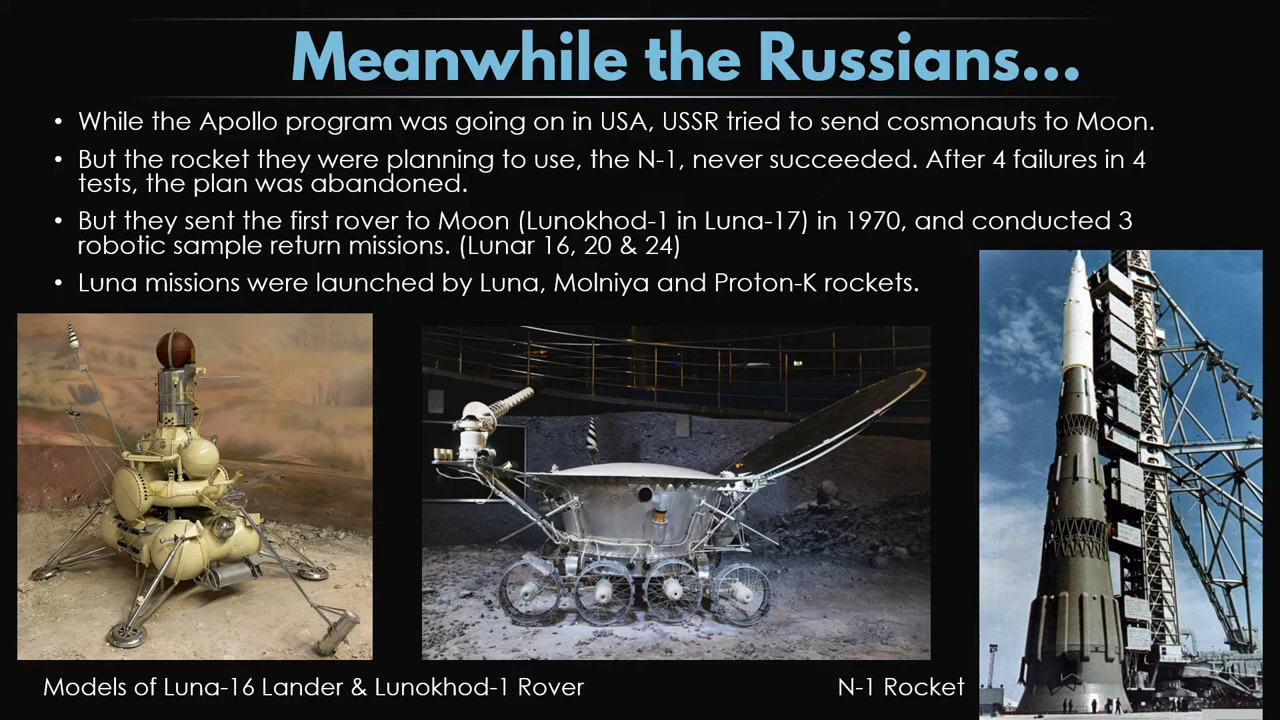 Meanwhile the Russians...
• While the Apollo program was going on in USA, USSR tried to send cosmonauts to Moon.
• But the rocket they were planning to use, the N-1, never succeeded. After 4 failures in 4
tests, the plan was abandoned.
• But they sent the first rover to Moon (Lunokhod-1 in Luna-17) in 1970, and conducted 3
robotic sample return missions. (Lunar 16, 20 & 24)
• Luna missions were launched by Luna, Molniya and Proton-K rockets.
Models of Luna-16 Lander & Lunokhod-1 Rover
N-1 Rocket